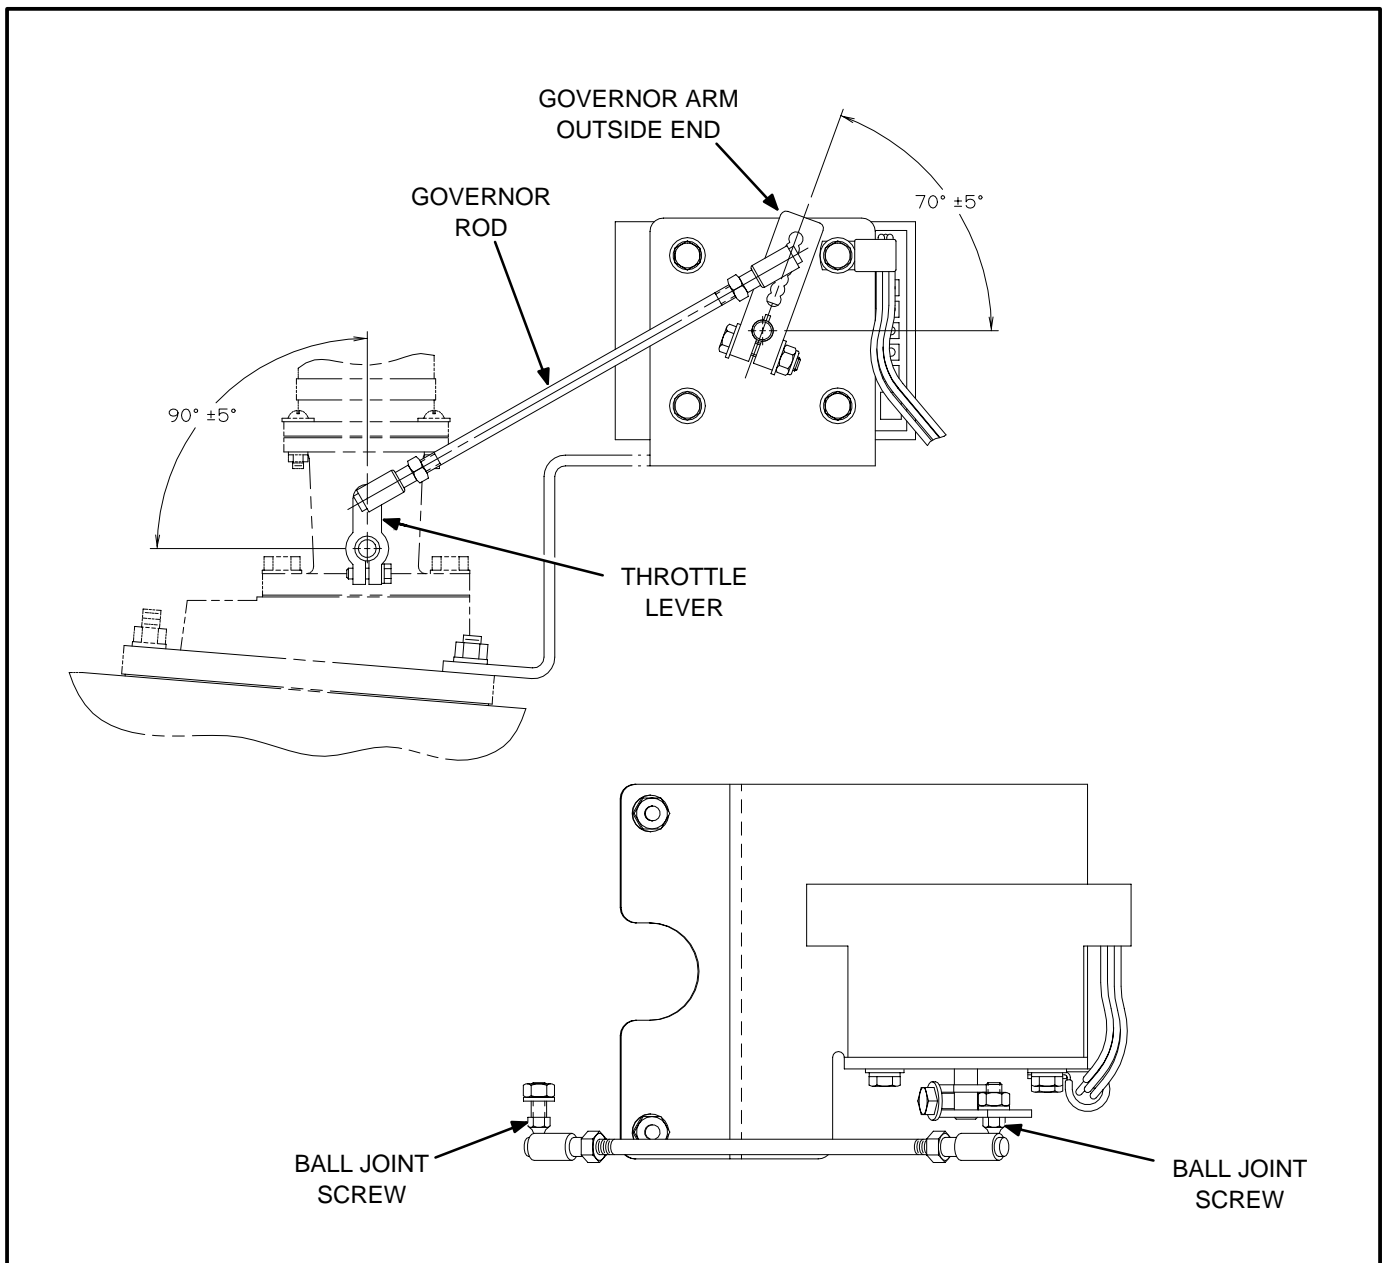 GOVERNOR ARM
OUTSIDE END
GOVERNOR
ROD
70° ±5°
90° ±5°
THROTTLE
LEVER
BALL JOINT
SCREW
BALL JOINT
SCREW